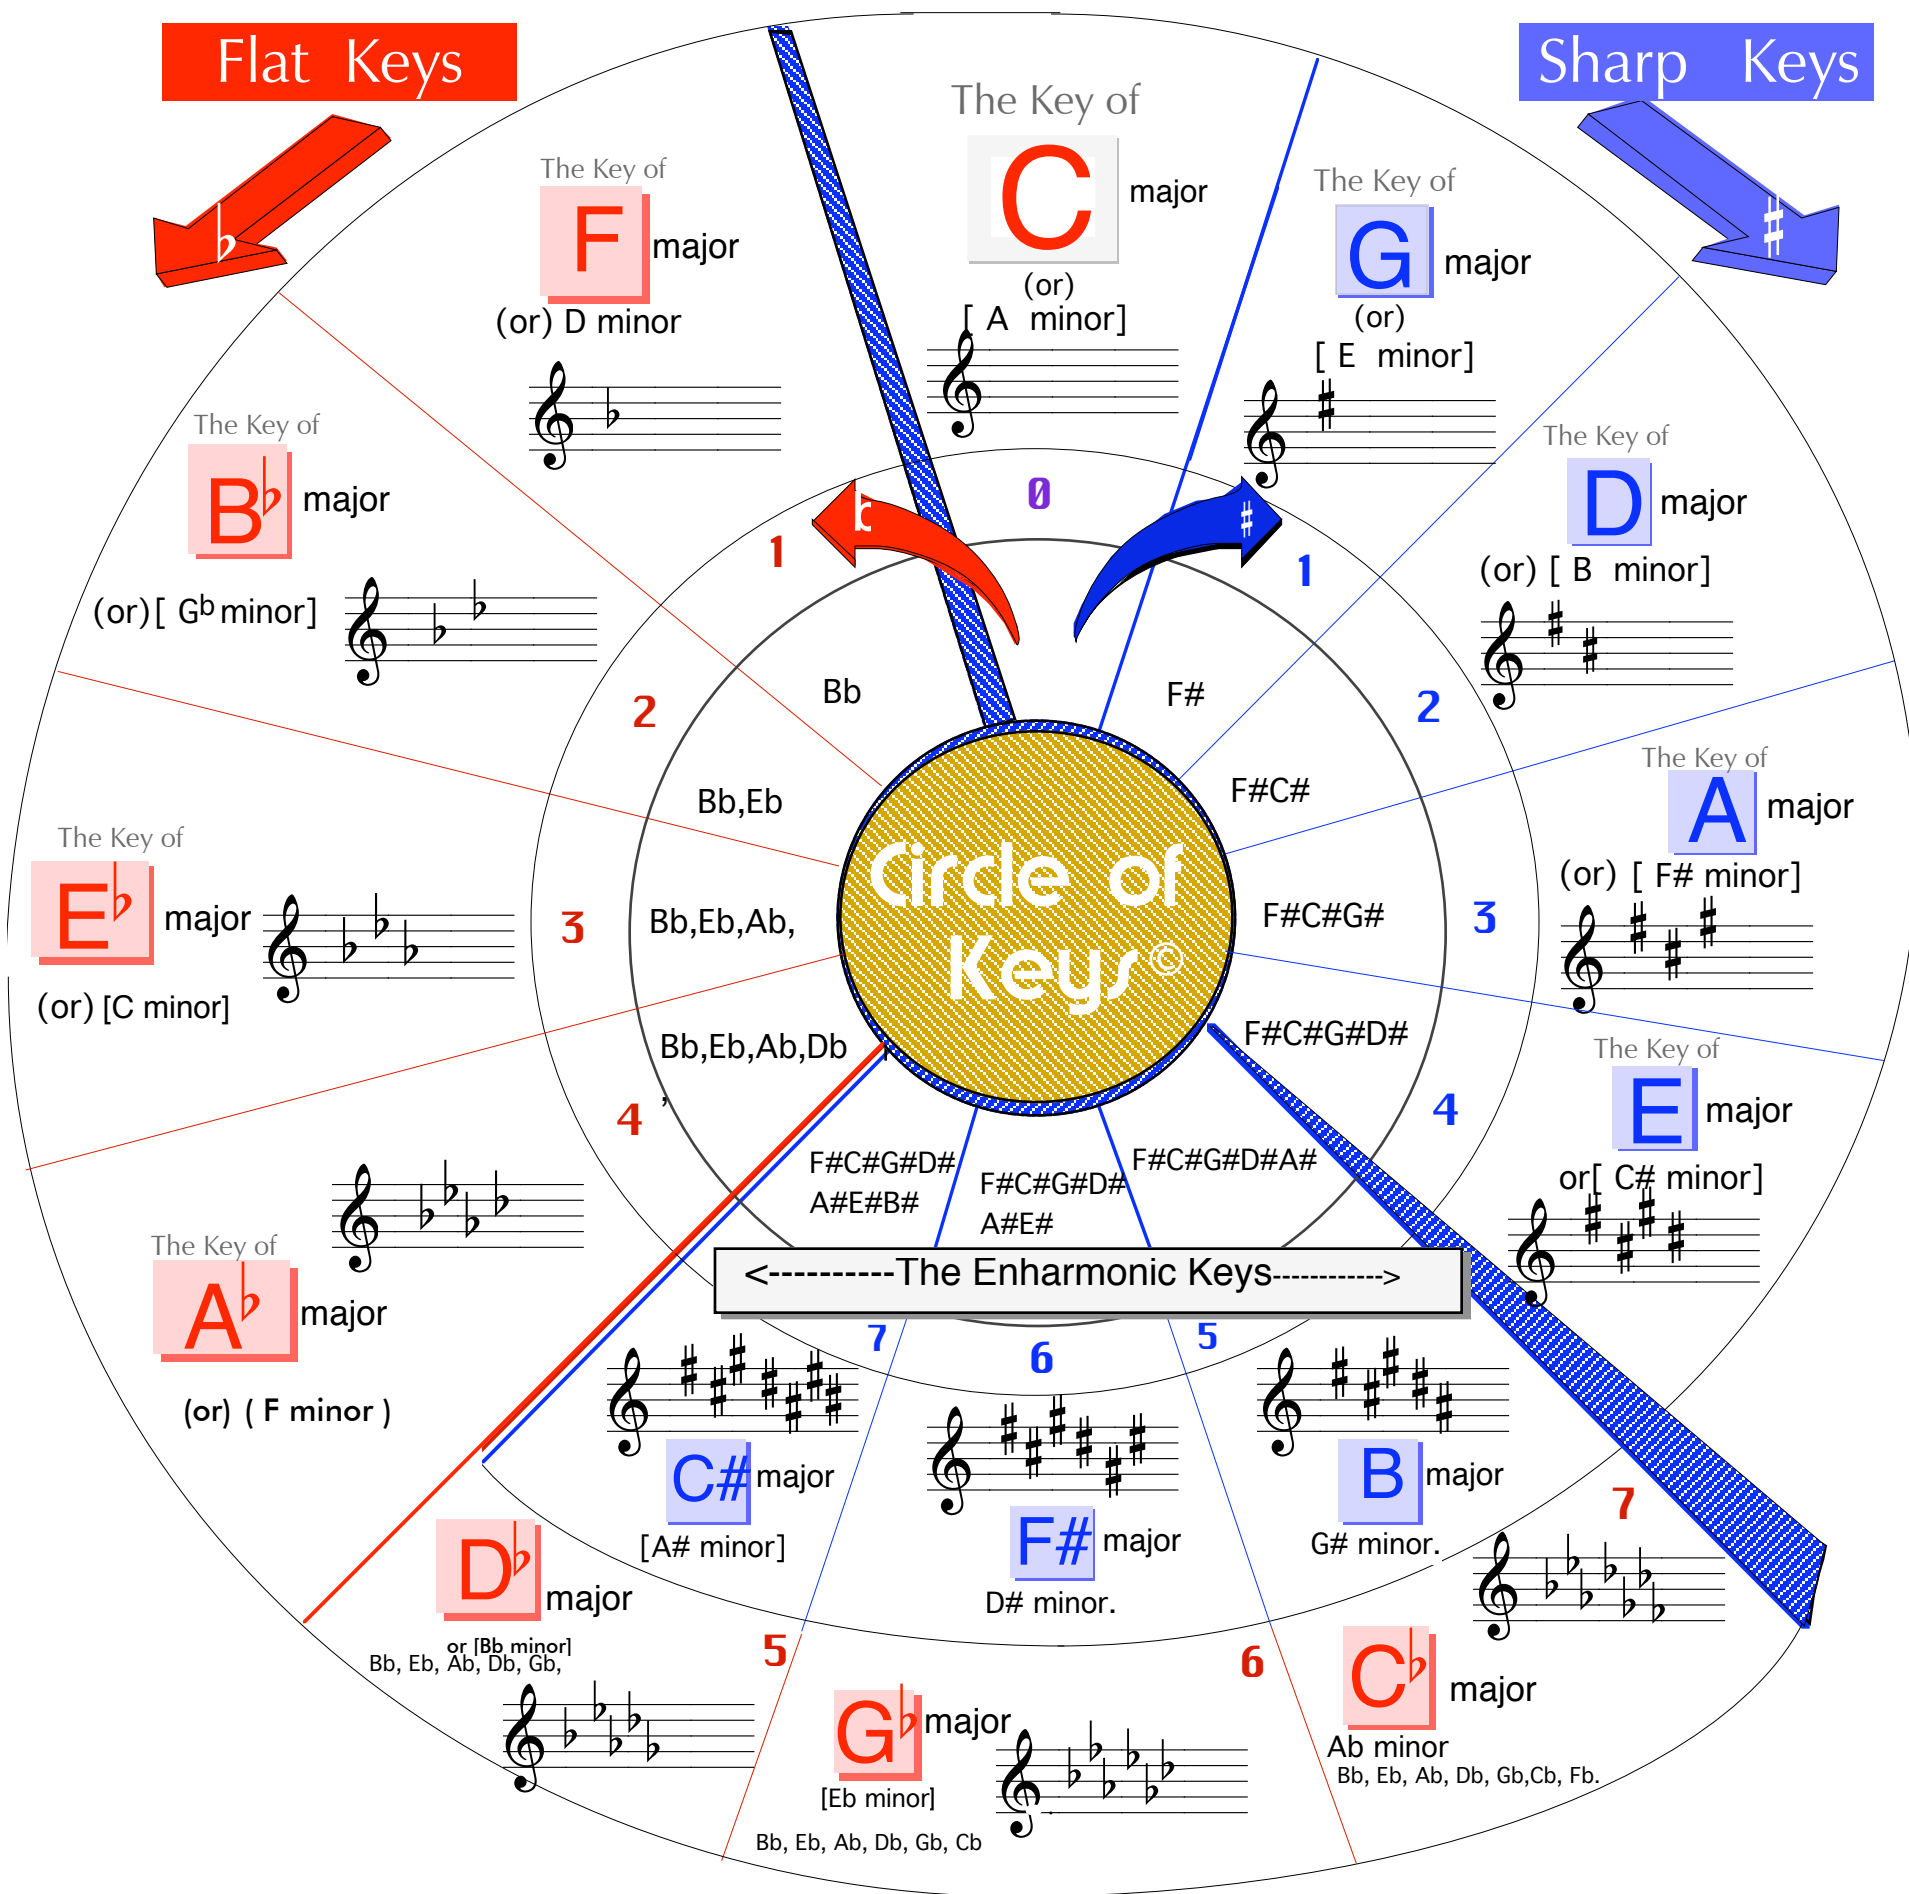 Flat Keys
Sharp Keys
The Key of
C
major
(or)
[ A minor]
The Key of
G
major
(or)
[ E minor]
The Key of
D
major
(or) [ B minor]
The Key of
A
major
(or) [ F# minor]
The Key of
E
major
or[ C# minor]
The Key of
F
major
(or) D minor
The Key of
B♭
major
(or)[ Gb minor]
The Key of
E♭
major
(or) [C minor]
The Key of
A♭
major
(or) ( F minor )
♭
♯
♭
♯
0
1
2
3
4
1
2
3
4
Bb
Bb,Eb
Bb,Eb,Ab,
Bb,Eb,Ab,Db
,
F#
F#C#
F#C#G#
F#C#G#D#
F#C#G#D#A#
F#C#G#D#
A#E#
F#C#G#D#
A#E#B#
Circle of
Keys©
<----------The Enharmonic Keys------------>
7
6
5
C# major
[A# minor]
F# major
D# minor.
B major
G# minor.
D♭
major
or [Bb minor]
Bb, Eb, Ab, Db, Gb,
5
G♭ major
[Eb minor]
Bb, Eb, Ab, Db, Gb, Cb
6
7
C♭
major
Ab minor
Bb, Eb, Ab, Db, Gb,Cb, Fb.